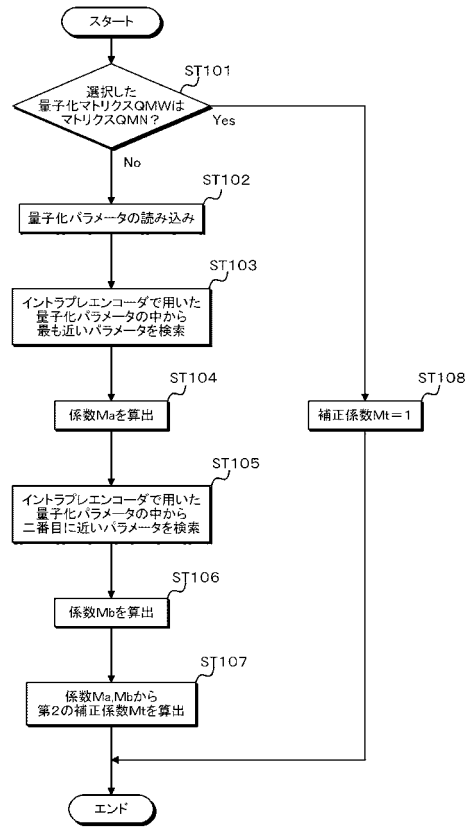 スタート
ST101
選択した
量子化マトリクスQMWは
マトリクスQMN?
Yes
No
ST102
量子化パラメータの読み込み
ST103
イントラプレエンコーダで用いた
量子化パラメータの中から
最も近いパラメータを検索
ST104
係数Maを算出
ST108
補正係数Mt=1
ST105
イントラプレエンコーダで用いた
量子化パラメータの中から
二番目に近いパラメータを検索
ST106
係数Mbを算出
ST107
係数Ma,Mbから
第2の補正係数Mtを算出
エンド